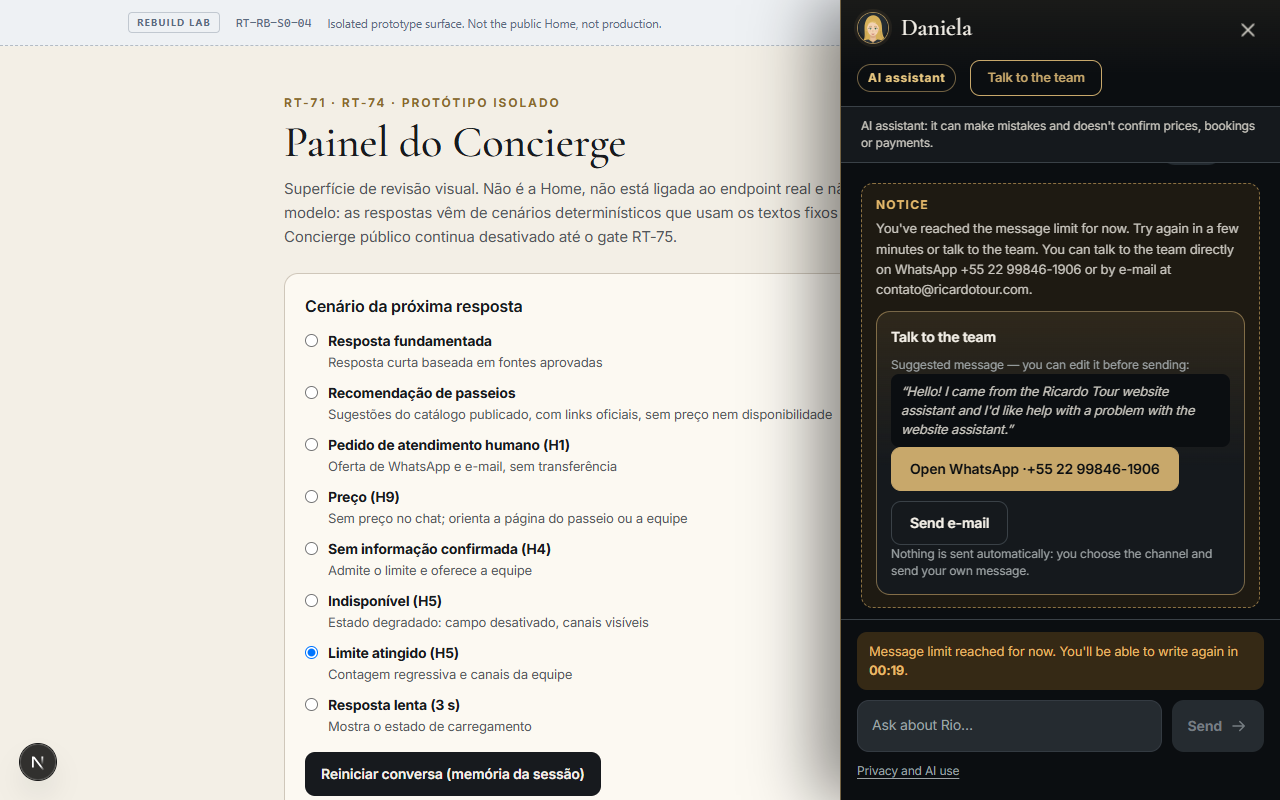 REBUILD LAB RT-RB-S0-04 Isolated prototype surface. Not the public Home, not production.
RT-71 · RT-74 · PROTÓTIPO ISOLADO
Painel do Concierge
Superfície de revisão visual. Não é a Home, não está ligada ao endpoint real e nã
modelo: as respostas vêm de cenários determinísticos que usam os textos fixos
Concierge público continua desativado até o gate RT-75.
Cenário da próxima resposta
Resposta fundamentada
Resposta curta baseada em fontes aprovadas
Recomendação de passeios
Sugestões do catálogo publicado, com links oficiais, sem preço nem disponibilidade
Pedido de atendimento humano (H1)
Oferta de WhatsApp e e-mail, sem transferência
Preço (H9)
Sem preço no chat; orienta a página do passeio ou a equipe
Sem informação confirmada (H4)
Admite o limite e oferece a equipe
Indisponível (H5)
Estado degradado: campo desativado, canais visíveis
Limite atingido (H5)
Contagem regressiva e canais da equipe
Resposta lenta (3 s)
Mostra o estado de carregamento
Reiniciar conversa (memória da sessão)
N
Daniela
AI assistant Talk to the team
AI assistant: it can make mistakes and doesn't confirm prices, bookings
or payments.
NOTICE
You've reached the message limit for now. Try again in a few
minutes or talk to the team. You can talk to the team directly
on WhatsApp +55 22 99846-1906 or by e-mail at
contato@ricardotour.com.
Talk to the team
Suggested message — you can edit it before sending:
“Hello! I came from the Ricardo Tour website
assistant and I'd like help with a problem with the
website assistant.”
Open WhatsApp ·+55 22 99846-1906
Send e-mail
Nothing is sent automatically: you choose the channel and
send your own message.
Message limit reached for now. You'll be able to write again in
00:19.
Ask about Rio...
Send →
Privacy and AI use